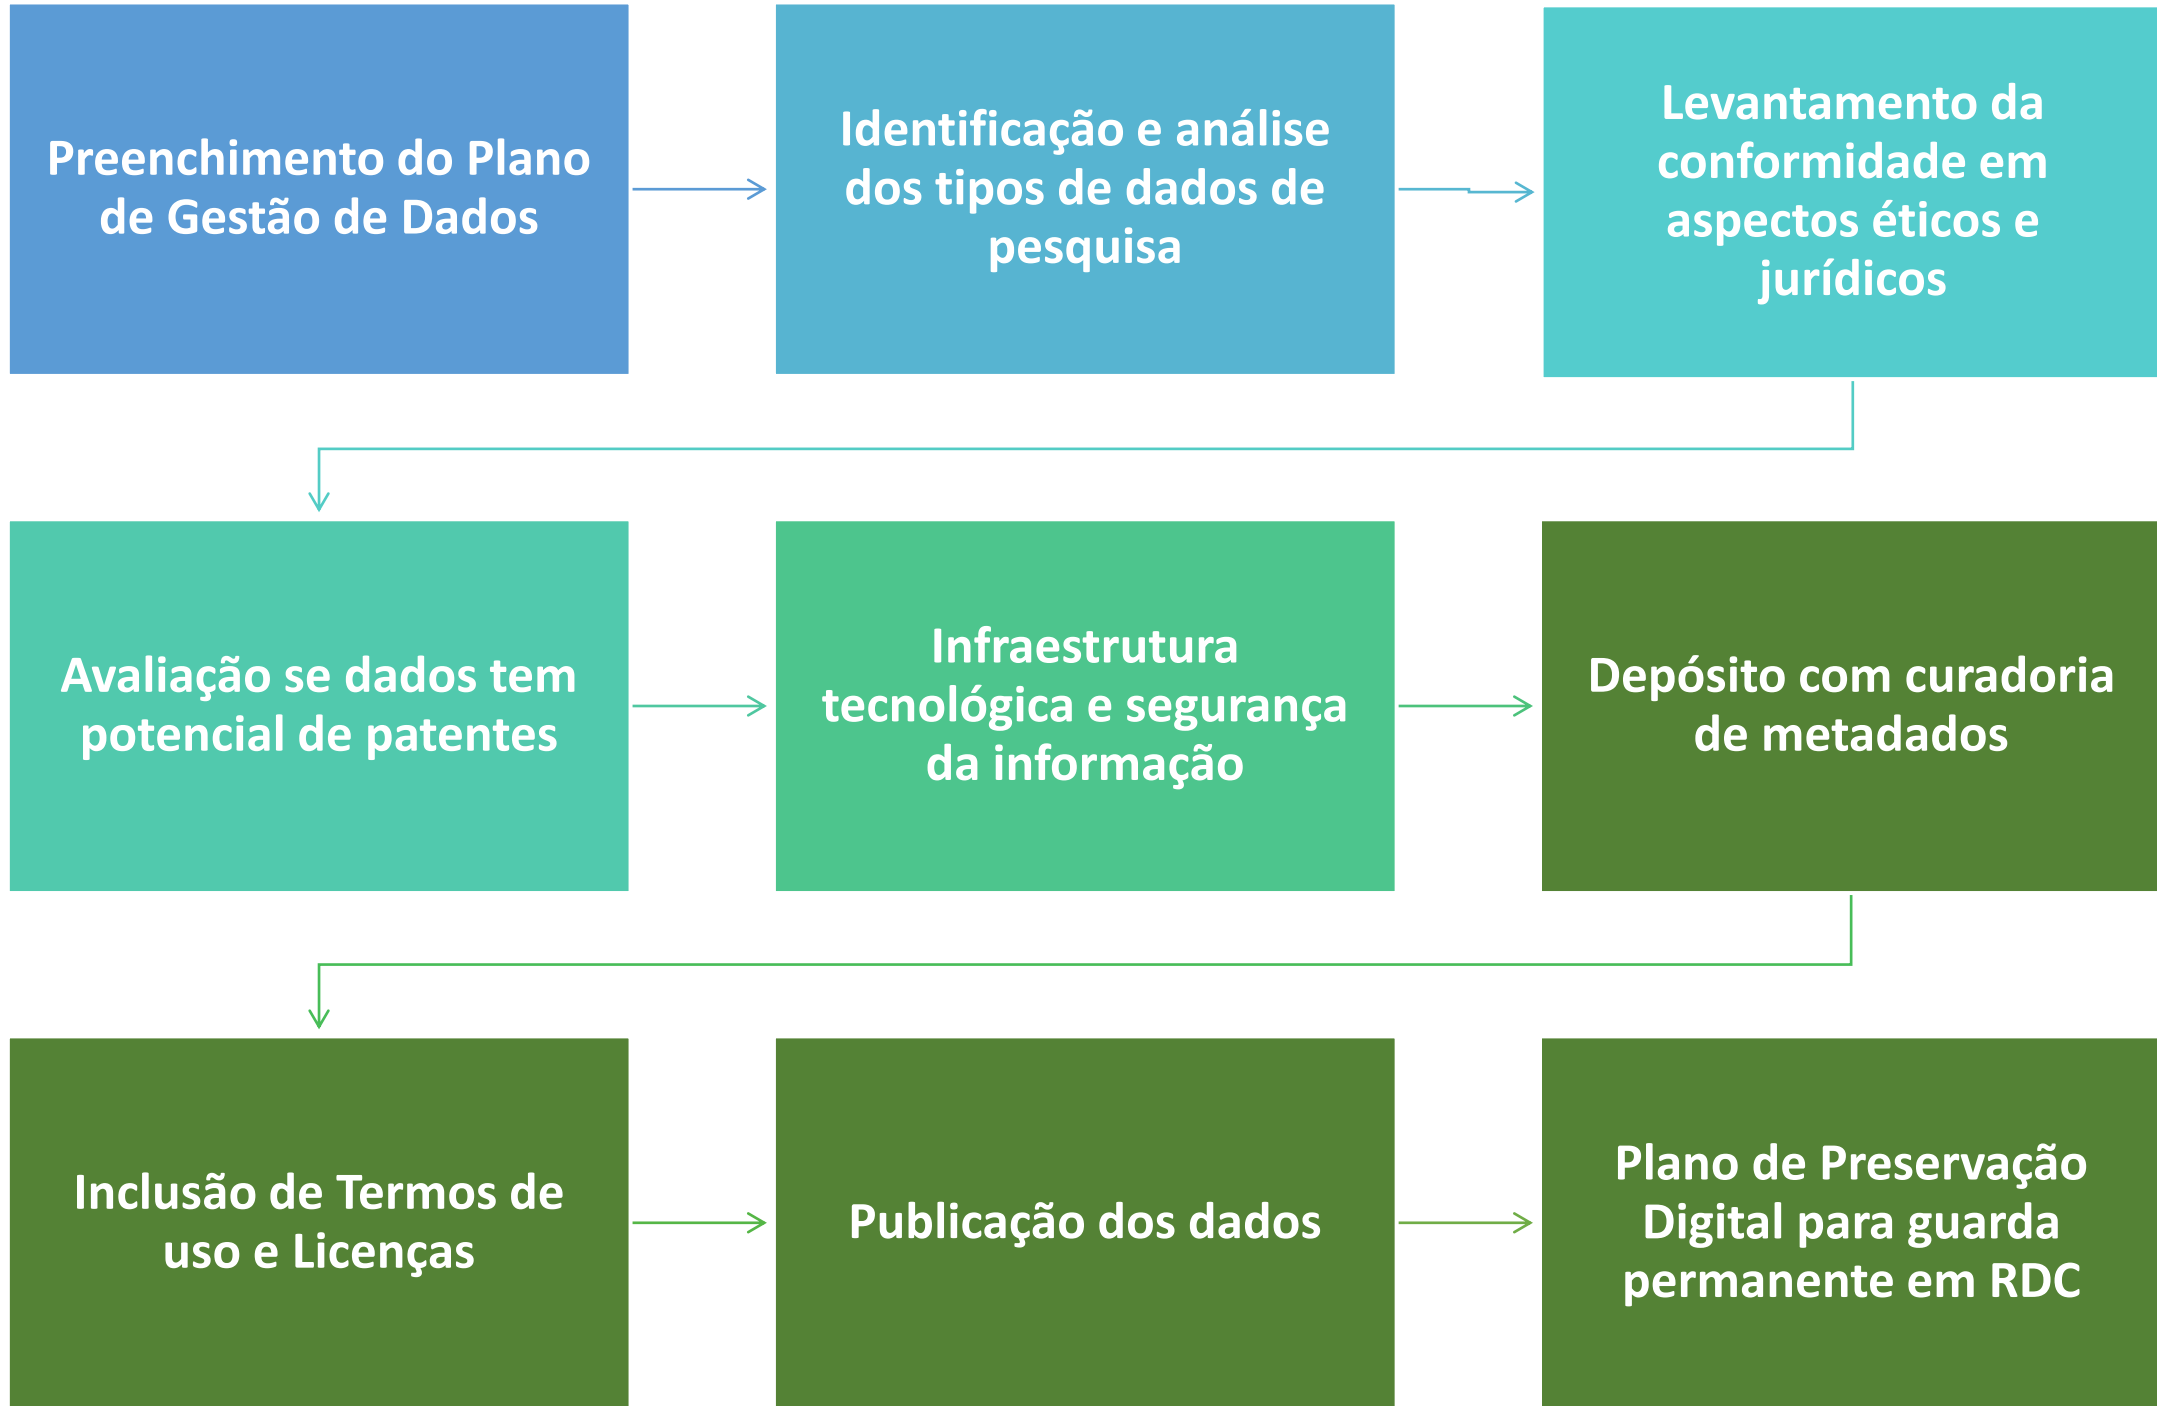 Preenchimento do Plano
de Gestão de Dados
Identificação e análise
dos tipos de dados de
pesquisa
Levantamento da
conformidade em
aspectos éticos e
jurídicos
Avaliação se dados tem
potencial de patentes
Infraestrutura
tecnológica e segurança
da informação
Depósito com curadoria
de metadados
Inclusão de Termos de
uso e Licenças
Publicação dos dados
Plano de Preservação
Digital para guarda
permanente em RDC